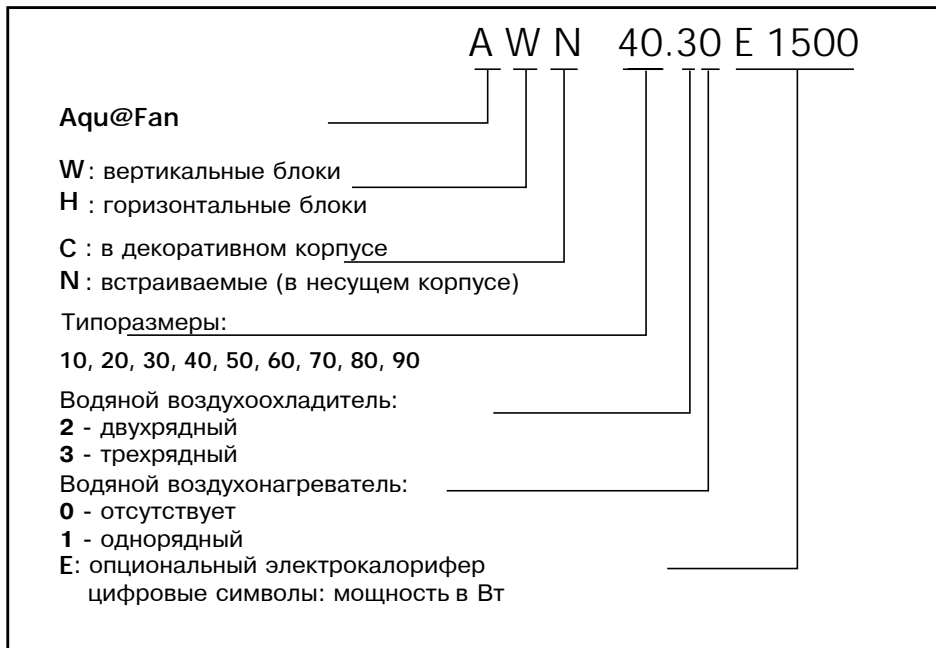 A W N 40.30 E 1500
Aqu@Fan
W : вертикальные блоки
H : горизонтальные блоки
C : в декоративном корпусе
N : встраиваемые (в несущем корпусе)
Типоразмеры:
10, 20, 30, 40, 50, 60, 70, 80, 90
Водяной воздухоохладитель:
2 - двухрядный
3 - трехрядный
Водяной воздухонагреватель:
0 - отсутствует
1 - однорядный
E: опциональный электрокалорифер
цифровые символы: мощность в Вт